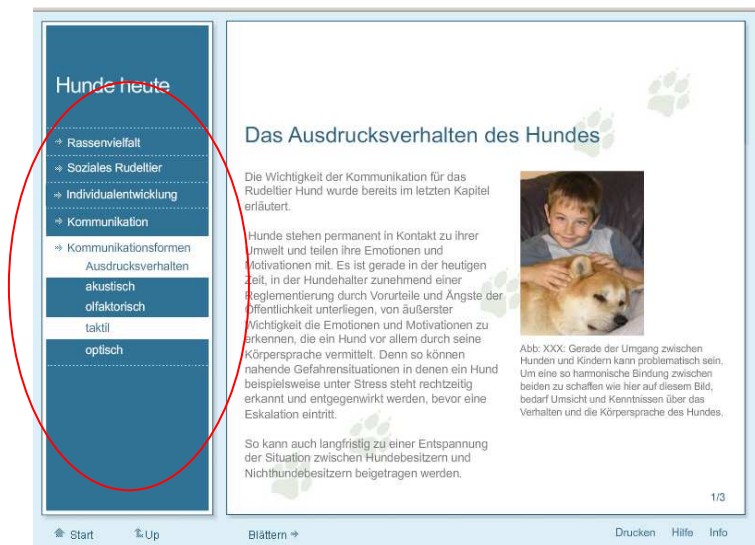 Hunde heute
Rassenvielfalt
Soziales Rudeltier
Individualentwicklung
Kommunikation
Kommunikationsformen
Ausdrucksverhalten
akustisch
olfaktorisch
taktil
optisch
Das Ausdrucksverhalten des Hundes
Die Wichtigkeit der Kommunikation für das
Rudeltier Hund wurde bereits im letzten Kapitel
erläutert.
Hunde stehen permanent in Kontakt zu ihrer
Umwelt und teilen ihre Emotionen und
Motivationen mit. Es ist gerade in der heutigen
Zeit, in der Hundehalter zunehmend einer
Reglementierung durch Vorurteile und Ängste der
Öffentlichkeit unterliegen, von äußerster
Wichtigkeit die Emotionen und Motivationen zu
erkennen, die ein Hund vor allem durch seine
Körpersprache vermittelt. Denn so können
nahende Gefahrensituationen in denen ein Hund
beispielsweise unter Stress steht rechtzeitig
erkannt und entgegenwirkt werden, bevor eine
Eskalation eintritt.
So kann auch langfristig zu einer Entspannung
der Situation zwischen Hundebesitzern und
Nichthundebesitzern beigetragen werden.
Abb: XXX: Gerade der Umgang zwischen
Hunden und Kindern kann problematisch sein.
Um eine so harmonische Bindung zwischen
beiden zu schaffen wie hier auf diesem Bild,
bedarf Umsicht und Kenntnissen über das
Verhalten und die Körpersprache des Hundes.
1/3
Start Up Blättern Drucken Hilfe Info